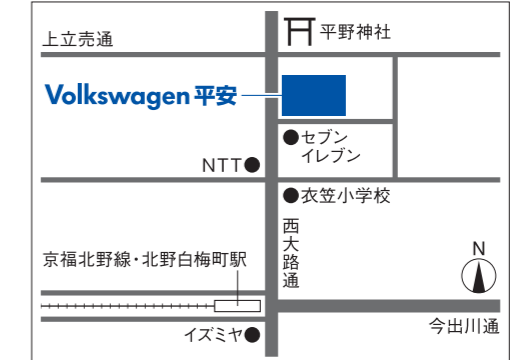 上立売通
平野神社
Volkswagen 平安
セブン
イレブン
NTT
衣笠小学校
西大路通
京福北野線・北野白梅町駅
N
今出川通
イズミヤ